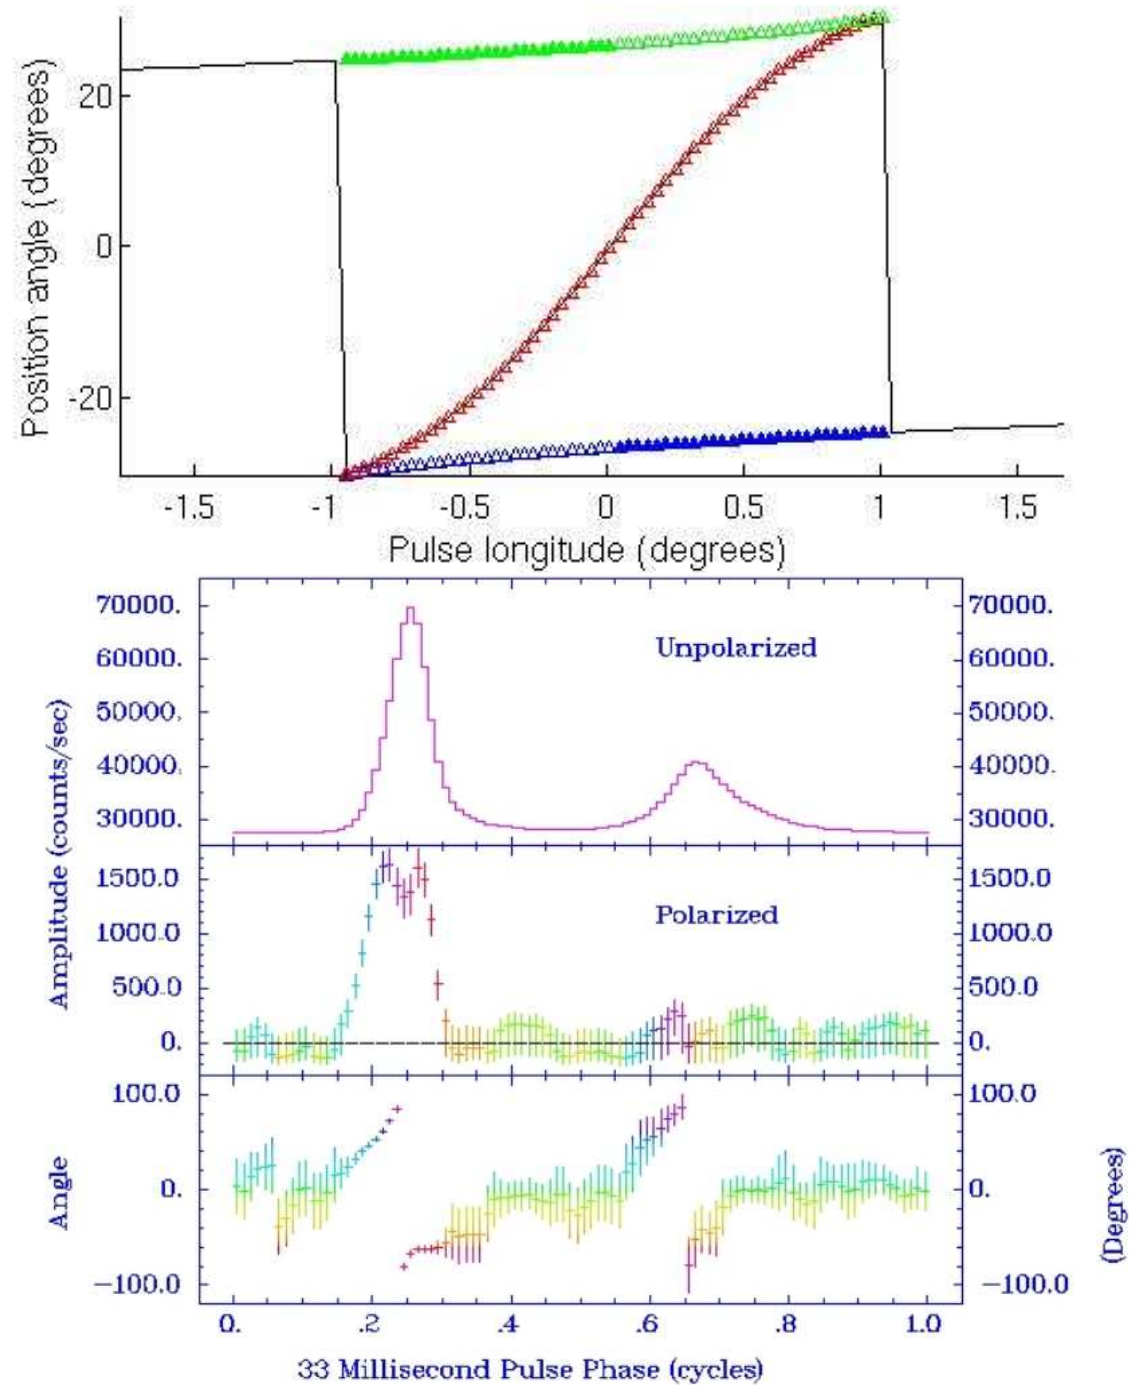 Position angle (degrees)
20
0
-20
-1.5 -1 -0.5 0 0.5 1 1.5
Pulse longitude (degrees)
Amplitude (counts/sec)
70000. 70000.
Unpolarized
60000. 60000.
50000. 50000.
40000. 40000.
30000. 30000.
1500.0 1500.0
Polarized
1000.0 1000.0
500.0 500.0
0. 0.
Angle
(Degrees)
100.0 100.0
0. 0.
-100.0 -100.0
0. .2 .4 .6 .8 1.0
33 Millisecond Pulse Phase (cycles)